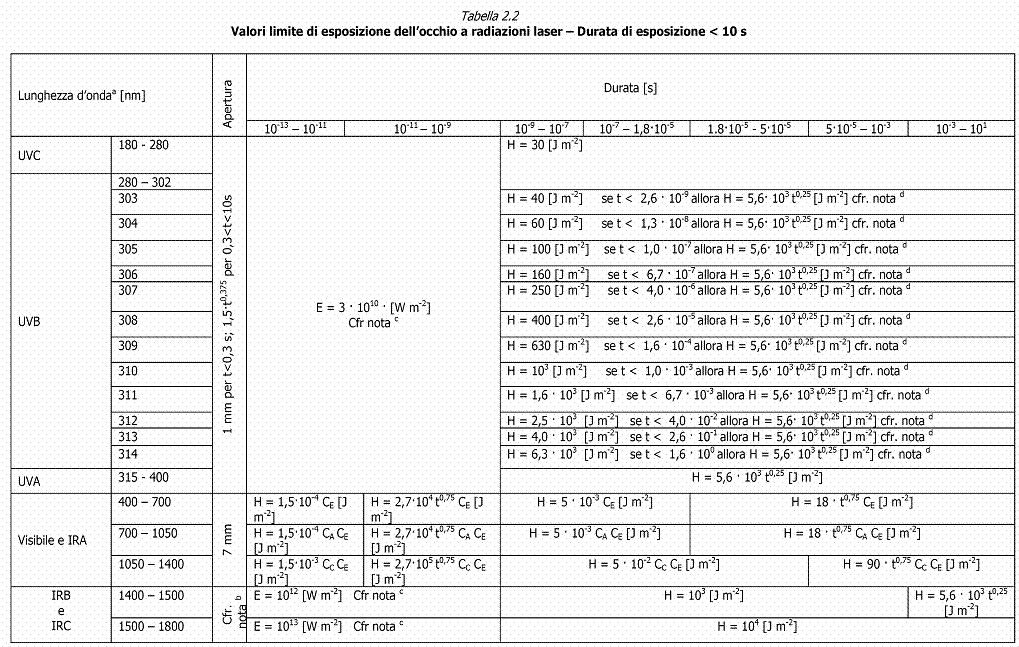 Tabella 2.2
Valori limite di esposizione dell'occhio a radiazioni laser – Durata di esposizione < 10 s
Lunghezza d'onda^a [nm] Apertura Durata [s]
10^-13 – 10^-11 10^-11 – 10^-9 10^-9 – 10^-7 10^-7 – 1,8·10^-5 1.8·10^-5 - 5·10^-5 5·10^-5 – 10^-3 10^-3 – 10^1
UVC 180 - 280 1 mm per t<0,3 s; 1,5·t^0,375 per 0,3<t<10s E = 3 · 10^10 · [W m^-2] H = 30 [J m^-2]
Cfr nota ^c
UVB 280 – 302
303 H = 40 [J m^-2] se t < 2,6 · 10^-9 allora H = 5,6· 10^3 t^0,25 [J m^-2] cfr. nota ^d
304 H = 60 [J m^-2] se t < 1,3 · 10^-8 allora H = 5,6· 10^3 t^0,25 [J m^-2] cfr. nota ^d
305 H = 100 [J m^-2] se t < 1,0 · 10^-7 allora H = 5,6· 10^3 t^0,25 [J m^-2] cfr. nota ^d
306 H = 160 [J m^-2] se t < 6,7 · 10^-7 allora H = 5,6· 10^3 t^0,25 [J m^-2] cfr. nota ^d
307 H = 250 [J m^-2] se t < 4,0 · 10^-6 allora H = 5,6· 10^3 t^0,25 [J m^-2] cfr. nota ^d
308 H = 400 [J m^-2] se t < 2,6 · 10^-5 allora H = 5,6· 10^3 t^0,25 [J m^-2] cfr. nota ^d
309 H = 630 [J m^-2] se t < 1,6 · 10^-4 allora H = 5,6· 10^3 t^0,25 [J m^-2] cfr. nota ^d
310 H = 10^3 [J m^-2] se t < 1,0 · 10^-3 allora H = 5,6· 10^3 t^0,25 [J m^-2] cfr. nota ^d
311 H = 1,6 · 10^3 [J m^-2] se t < 6,7 · 10^-3 allora H = 5,6· 10^3 t^0,25 [J m^-2] cfr. nota ^d
312 H = 2,5 · 10^3 [J m^-2] se t < 4,0 · 10^-2 allora H = 5,6· 10^3 t^0,25 [J m^-2] cfr. nota ^d
313 H = 4,0 · 10^3 [J m^-2] se t < 2,6 · 10^-1 allora H = 5,6· 10^3 t^0,25 [J m^-2] cfr. nota ^d
314 H = 6,3 · 10^3 [J m^-2] se t < 1,6 · 10^0 allora H = 5,6· 10^3 t^0,25 [J m^-2] cfr. nota ^d
UVA 315 - 400 H = 5,6 · 10^3 t^0,25 [J m^-2]
Visibile e IRA 400 – 700 7 mm H = 1,5·10^-4 C_E [J m^-2] H = 2,7·10^4 t^0,75 C_E [J m^-2] H = 5 · 10^-3 C_E [J m^-2] H = 18 · t^0,75 C_E [J m^-2]
700 – 1050 H = 1,5·10^-4 C_A C_E [J m^-2] H = 2,7·10^4 t^0,75 C_A C_E [J m^-2] H = 5 · 10^-3 C_A C_E [J m^-2] H = 18 · t^0,75 C_A C_E [J m^-2]
1050 – 1400 H = 1,5·10^-3 C_C C_E [J m^-2] H = 2,7·10^5 t^0,75 C_C C_E [J m^-2] H = 5 · 10^-2 C_C C_E [J m^-2] H = 90 · t^0,75 C_C C_E [J m^-2]
IRB e IRC 1400 – 1500 Cfr. nota ^b E = 10^12 [W m^-2] Cfr nota ^c H = 10^3 [J m^-2] H = 5,6 · 10^3 t^0,25 [J m^-2]
1500 – 1800 E = 10^13 [W m^-2] Cfr nota ^c H = 10^4 [J m^-2]